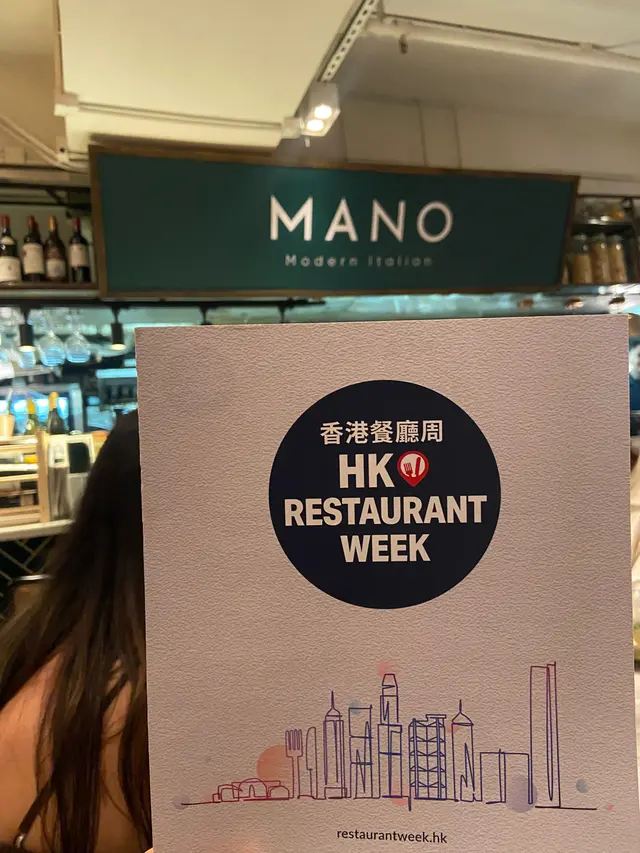 MANO
Modern Italian
香港餐廳周
HK
RESTAURANT
WEEK
restaurantweek.hk